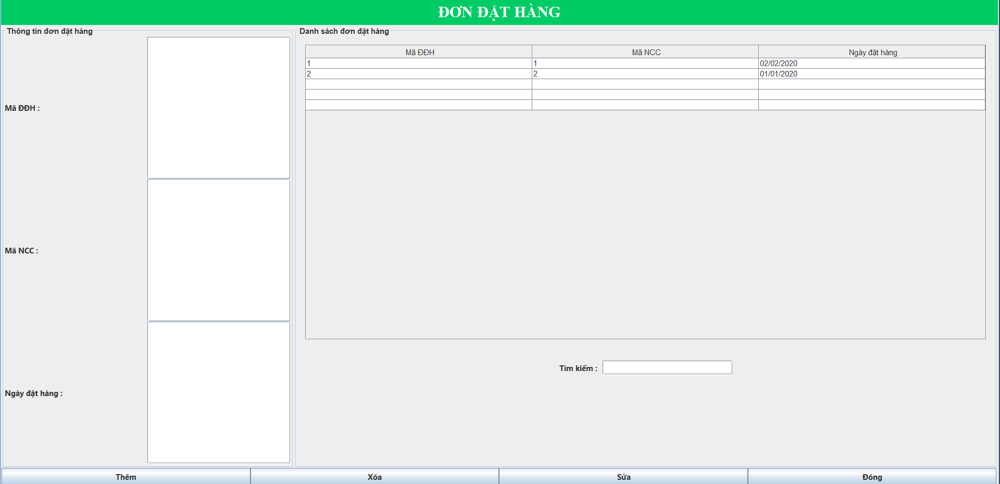 ĐƠN ĐẶT HÀNG
Thông tin đơn đặt hàng
Mã ĐĐH :
Mã NCC :
Ngày đặt hàng :
Danh sách đơn đặt hàng
Mã ĐĐH Mã NCC Ngày đặt hàng
1 1 02/02/2020
2 2 01/01/2020
Tìm kiếm :
Thêm Xóa Sửa Đóng